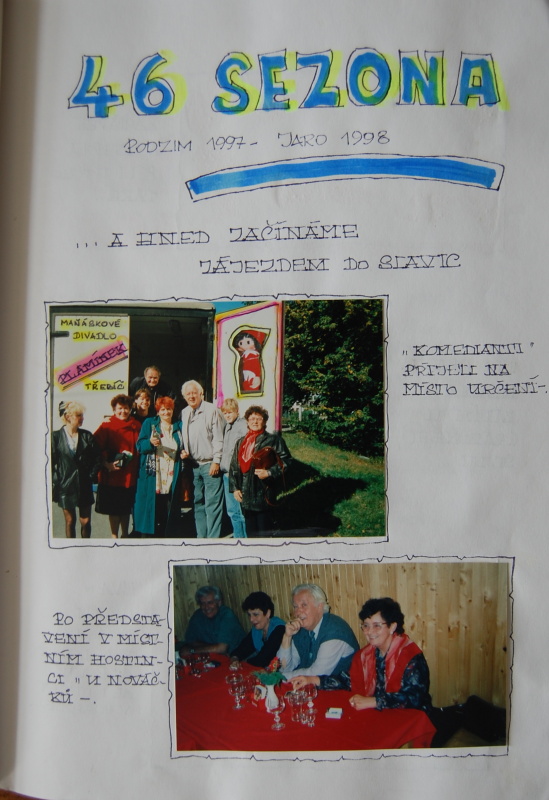 46 SEZONA
PODZIM 1997 - JARO 1998
... A HNED ZAČÍNÁME
ZÁJEZDEM DO SLAVIC
MAŇÁSKOVÉ
DIVADLO
PLAMÍNEK
TŘEBÍČ
„KOMEDIANTI"
PŘIJELI NA
MÍSTO URČENÍ-.
PO PŘEDSTA-
VENÍ V MÍST-
NÍM HOSTIN-
CI "U NOVÁČ-
KŮ -.